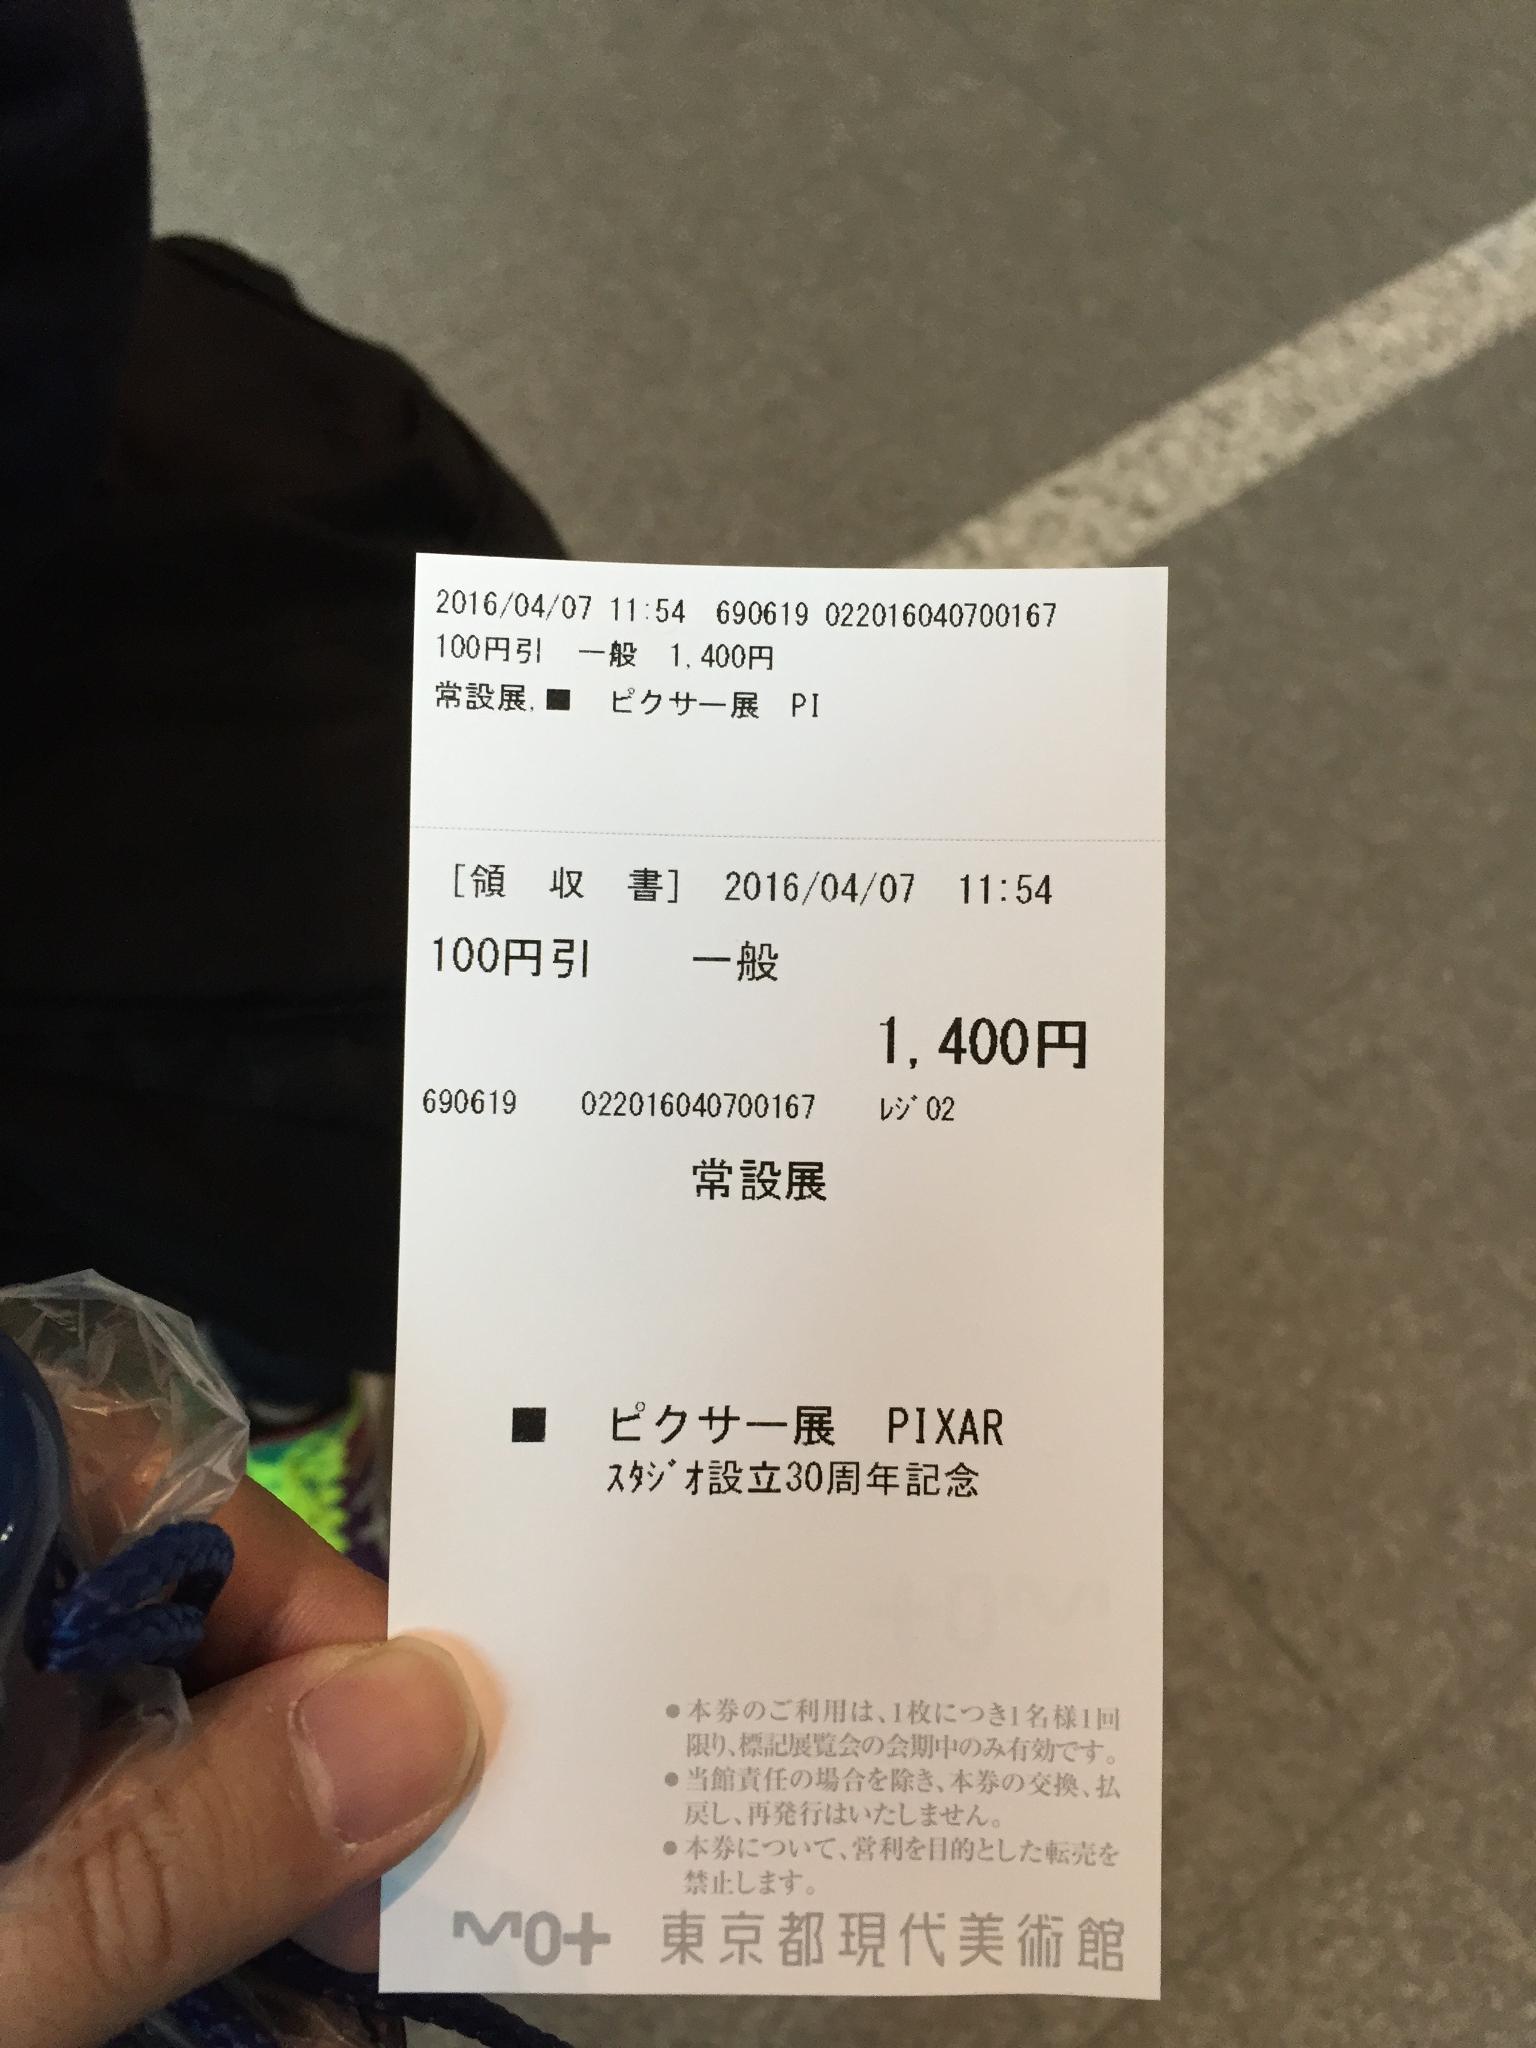 2016/04/07 11:54 690619 022016040700167
100円引 一般 1,400円
常設展,■ ピクサー展 PI
[領 収 書] 2016/04/07 11:54
100円引 一般
1,400円
690619 022016040700167 ﾚｼﾞ02
常設展
■ ピクサー展 PIXAR
ｽﾀｼﾞｵ設立30周年記念
●本券のご利用は、1枚につき1名様1回
限り、標記展覧会の会期中のみ有効です。
●当館責任の場合を除き、本券の交換、払
戻し、再発行はいたしません。
●本券について、営利を目的とした転売を
禁止します。
MO+ 東京都現代美術館